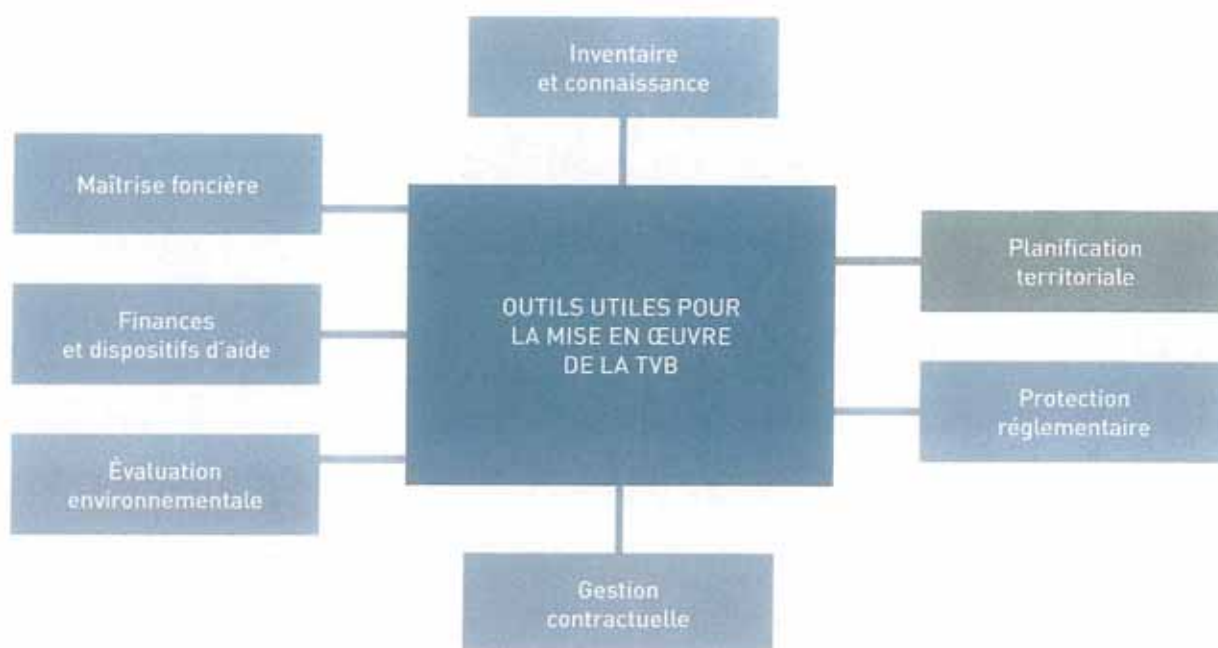 Inventaire
et connaissance
Maîtrise foncière
Planification
territoriale
Finances
et dispositifs d'aide
OUTILS UTILES POUR
LA MISE EN ŒUVRE
DE LA TVB
Protection
réglementaire
Évaluation
environnementale
Gestion
contractuelle